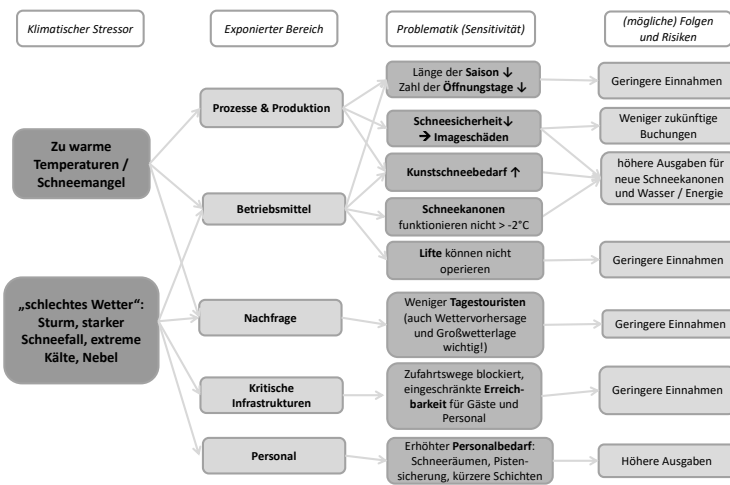 Klimatischer Stressor
Exponierter Bereich
Problematik (Sensitivität)
(mögliche) Folgen
und Risiken
Zu warme
Temperaturen /
Schneemangel
„schlechtes Wetter“:
Sturm, starker
Schneefall, extreme
Kälte, Nebel
Prozesse & Produktion
Betriebsmittel
Nachfrage
Kritische
Infrastrukturen
Personal
Länge der Saison ↓
Zahl der Öffnungstage ↓
Schneesicherheit↓
→ Imageschäden
Kunstschneebedarf ↑
Schneekanonen
funktionieren nicht > -2°C
Lifte können nicht
operieren
Weniger Tagestouristen
(auch Wettervorhersage
und Großwetterlage
wichtig!)
Zufahrtswege blockiert,
eingeschränkte Erreich-
barkeit für Gäste und
Personal
Erhöhter Personalbedarf:
Schneeräumen, Pisten-
sicherung, kürzere Schichten
Geringere Einnahmen
Weniger zukünftige
Buchungen
höhere Ausgaben für
neue Schneekanonen
und Wasser / Energie
Geringere Einnahmen
Geringere Einnahmen
Geringere Einnahmen
Höhere Ausgaben